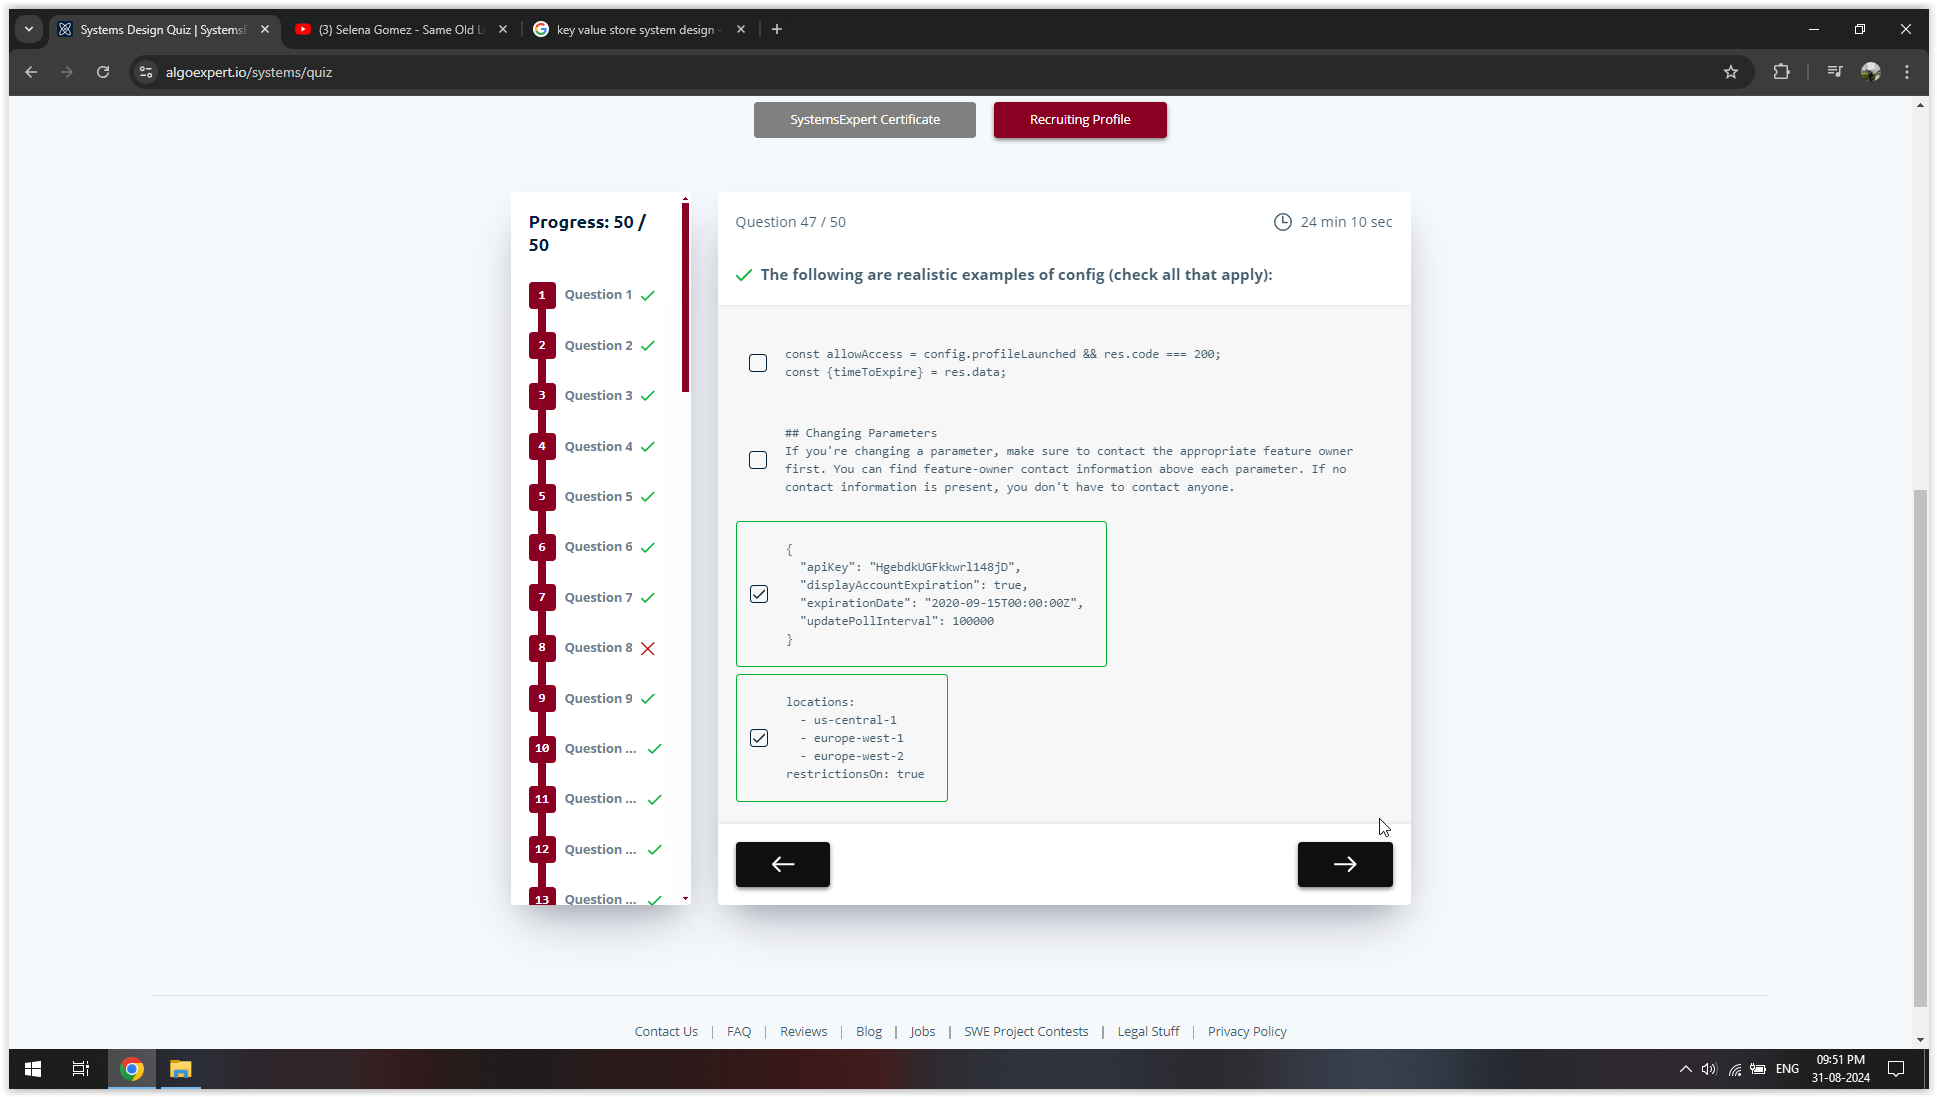 Systems Design Quiz | Systems
(3) Selena Gomez - Same Old L
key value store system design -
algoexpert.io/systems/quiz
SystemsExpert Certificate
Recruiting Profile
Progress: 50 /
50
1 Question 1
2 Question 2
3 Question 3
4 Question 4
5 Question 5
6 Question 6
7 Question 7
8 Question 8
9 Question 9
10 Question ...
11 Question ...
12 Question ...
13 Question ...
Question 47 / 50
24 min 10 sec
The following are realistic examples of config (check all that apply):
const allowAccess = config.profileLaunched && res.code === 200;
const {timeToExpire} = res.data;
## Changing Parameters
If you're changing a parameter, make sure to contact the appropriate feature owner
first. You can find feature-owner contact information above each parameter. If no
contact information is present, you don't have to contact anyone.
{
"apiKey": "HgebdkUGFkkwrl148jD",
"displayAccountExpiration": true,
"expirationDate": "2020-09-15T00:00:00Z",
"updatePollInterval": 100000
}
locations:
- us-central-1
- europe-west-1
- europe-west-2
restrictionsOn: true
Contact Us | FAQ | Reviews | Blog | Jobs | SWE Project Contests | Legal Stuff | Privacy Policy
ENG
09:51 PM
31-08-2024